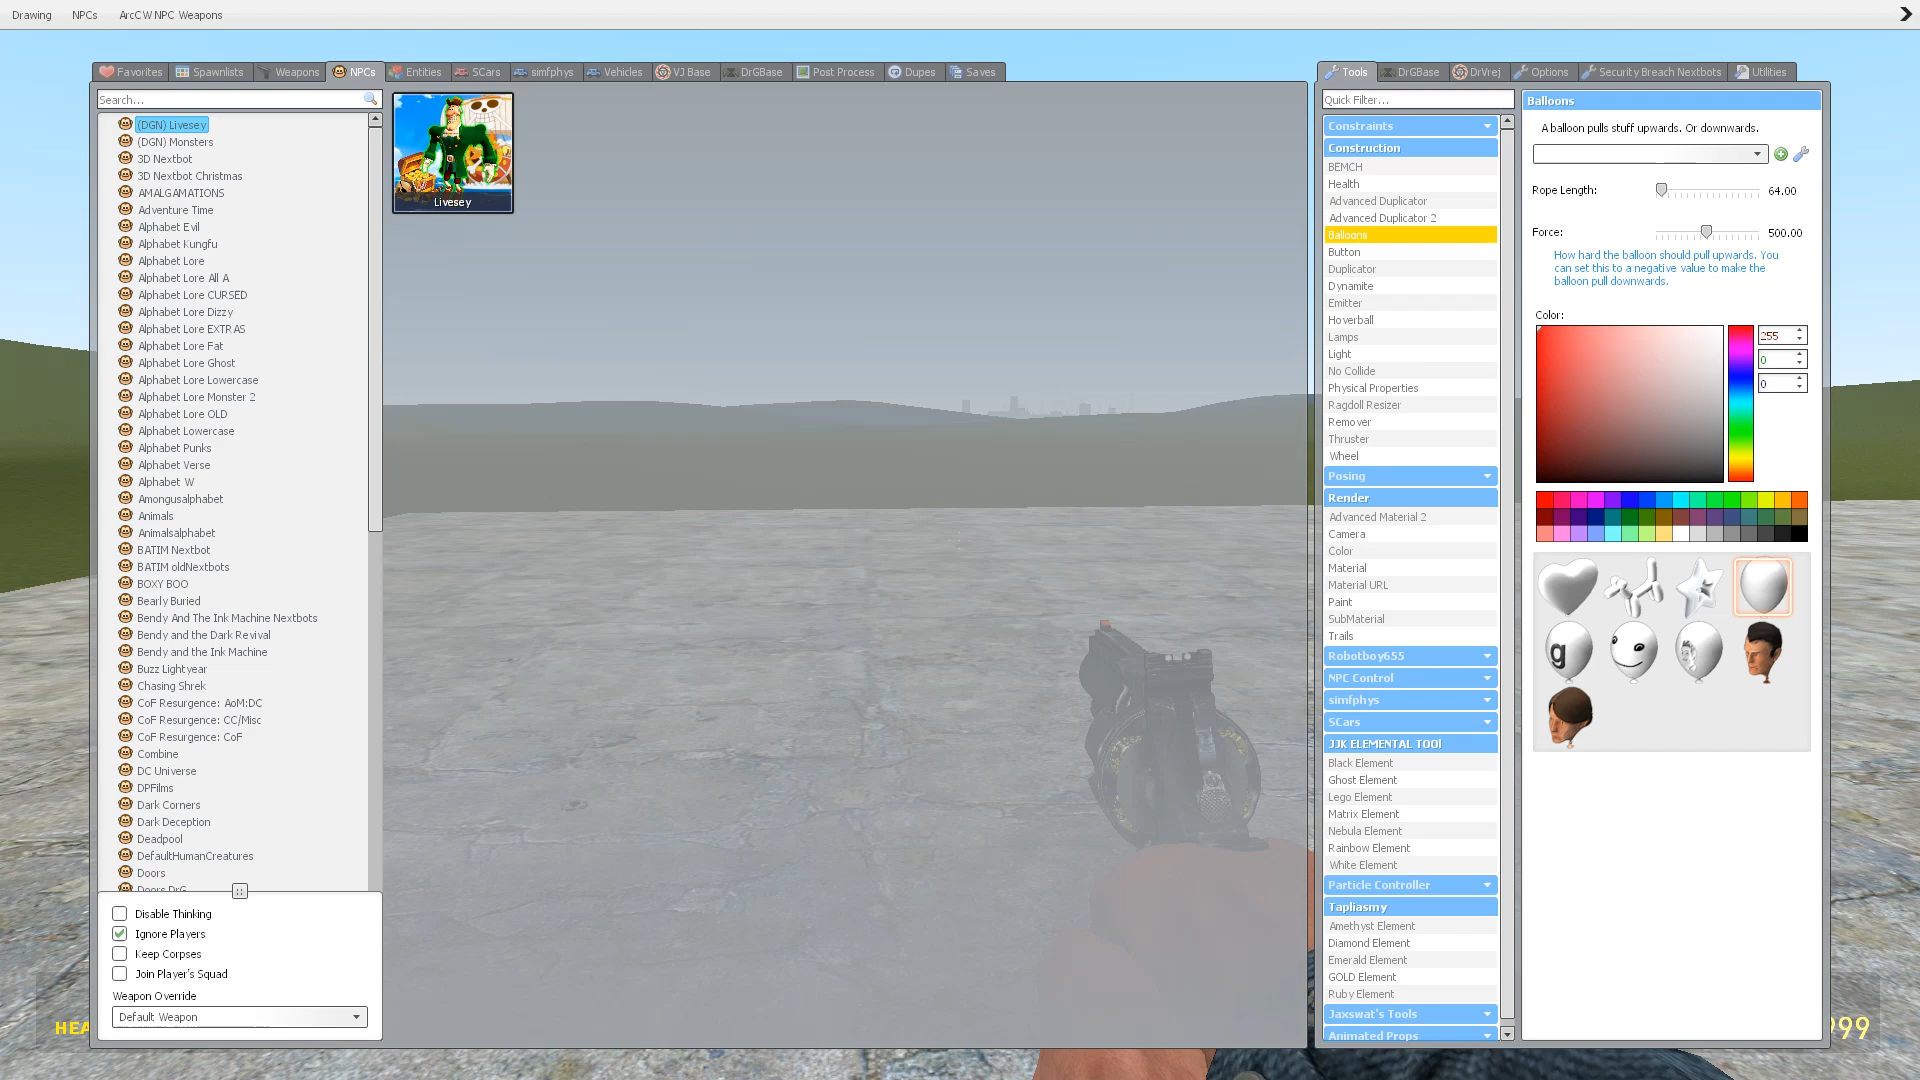 Drawing NPCs ArcCW NPC Weapons
Favorites Spawnlists Weapons NPCs Entities SCars simfphys Vehicles VJ Base DrGBase Post Process Dupes Saves
Search...
(DGN) Livesey
(DGN) Monsters
3D Nextbot
3D Nextbot Christmas
AMALGAMATIONS
Adventure Time
Alphabet Evil
Alphabet Kungfu
Alphabet Lore
Alphabet Lore All A
Alphabet Lore CURSED
Alphabet Lore Dizzy
Alphabet Lore EXTRAS
Alphabet Lore Fat
Alphabet Lore Ghost
Alphabet Lore Lowercase
Alphabet Lore Monster 2
Alphabet Lore OLD
Alphabet Lowercase
Alphabet Punks
Alphabet Verse
Alphabet W
Amongusalphabet
Animals
Animalsalphabet
BATIM Nextbot
BATIM oldNextbots
BOXY BOO
Bearly Buried
Bendy And The Ink Machine Nextbots
Bendy and the Dark Revival
Bendy and the Ink Machine
Buzz Lightyear
Chasing Shrek
CoF Resurgence: AoM:DC
CoF Resurgence: CC/Misc
CoF Resurgence: CoF
Combine
DC Universe
DPFilms
Dark Corners
Dark Deception
Deadpool
DefaultHumanCreatures
Doors
Doors DrG
Disable Thinking
Ignore Players
Keep Corpses
Join Player's Squad
Weapon Override
Default Weapon
HEA
Livesey
Tools DrGBase DrVrej Options Security Breach Nextbots Utilities
Quick Filter...
Constraints
Construction
BEMCH
Health
Advanced Duplicator
Advanced Duplicator 2
Balloons
Button
Duplicator
Dynamite
Emitter
Hoverball
Lamps
Light
No Collide
Physical Properties
Ragdoll Resizer
Remover
Thruster
Wheel
Posing
Render
Advanced Material 2
Camera
Color
Material
Material URL
Paint
SubMaterial
Trails
Robotboy655
NPC Control
simfphys
SCars
JJK ELEMENTAL TOOl
Black Element
Ghost Element
Lego Element
Matrix Element
Nebula Element
Rainbow Element
White Element
Particle Controller
Tapliasmy
Amethyst Element
Diamond Element
Emerald Element
GOLD Element
Ruby Element
Jaxswat's Tools
Animated Props
Balloons
A balloon pulls stuff upwards. Or downwards.
Rope Length: 64.00
Force: 500.00
How hard the balloon should pull upwards. You
can set this to a negative value to make the
balloon pull downwards.
Color:
255
0
0
g
999